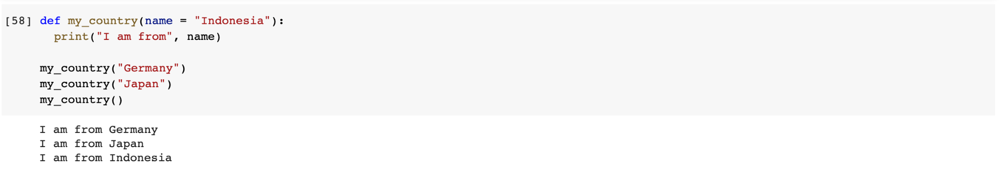 [58] def my_country(name = "Indonesia"):
print("I am from", name)
my_country("Germany")
my_country("Japan")
my_country()
I am from Germany
I am from Japan
I am from Indonesia